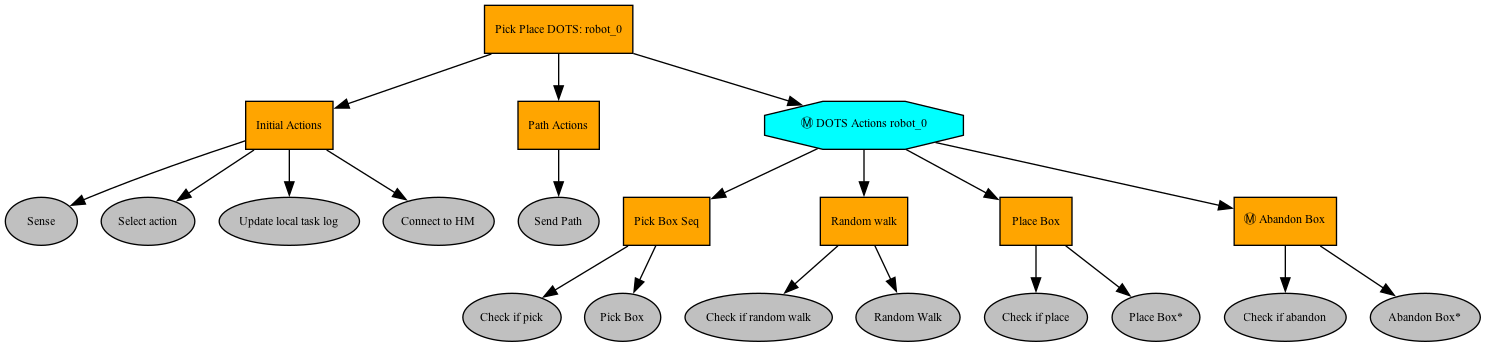 Pick Place DOTS: robot_0
Initial Actions
Path Actions
Ⓜ DOTS Actions robot_0
Sense
Select action
Update local task log
Connect to HM
Send Path
Pick Box Seq
Random walk
Place Box
Ⓜ Abandon Box
Check if pick
Pick Box
Check if random walk
Random Walk
Check if place
Place Box*
Check if abandon
Abandon Box*